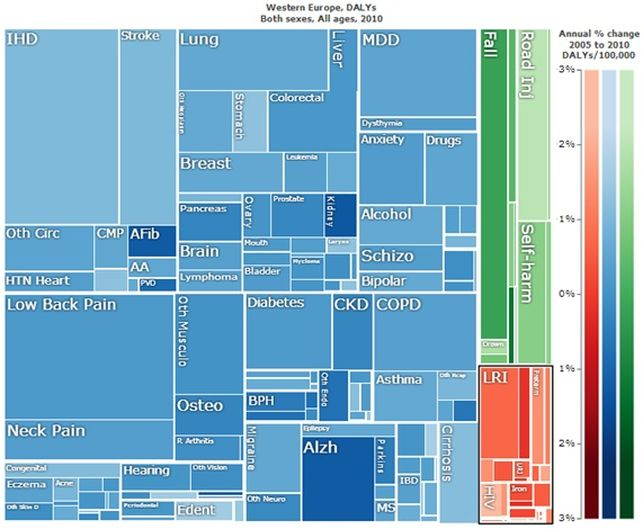 Western Europe, DALYs
Both sexes, All ages, 2010
Annual % change
2005 to 2010
DALYs/100,000
IHD
Stroke
Lung
Liver
MDD
Fall
Road Inj
3%
2%
1%
0%
1%
2%
3%
Stomach
Colorectal
Dysthymia
Anxiety
Drugs
Breast
Leukemia
Pancreas
Ovary
Prostate
Kidney
Alcohol
Oth Circ
CMP
AFib
Brain
Mouth
Larynx
Schizo
Self-harm
AA
Myeloma
HTN Heart
PVD
Lymphoma
Bladder
Bipolar
Low Back Pain
Oth Musculo
Diabetes
CKD
COPD
Drown
LRI
Preterm
Asthma
Oth Resp
Oth Endo
BPH
Osteo
Neck Pain
R Arthritis
Migraine
Epilepsy
Alzh
Parkins
Cirrhosis
Congenital
Hearing
Oth Vision
Eczema
Acne
IBD
HIV
URI
Iron
Oth Skin D
Periodontal
Edent
Oth Neuro
MS